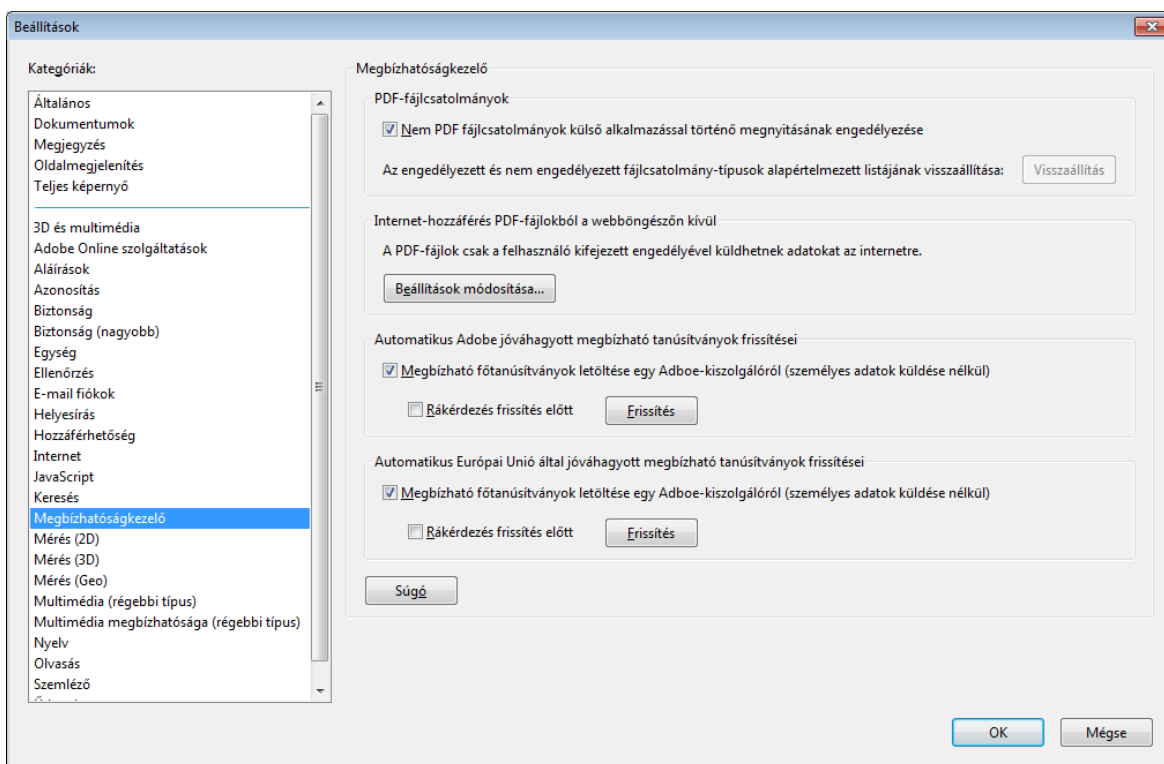 Beállítások
Kategóriák:
Általános
Dokumentumok
Megjegyzés
Oldalmegjelenítés
Teljes képernyő
3D és multimédia
Adobe Online szolgáltatások
Aláírások
Azonosítás
Biztonság
Biztonság (nagyobb)
Egység
Ellenőrzés
E-mail fiókok
Helyesírás
Hozzáférhetőség
Internet
JavaScript
Keresés
Megbízhatóságkezelő
Mérés (2D)
Mérés (3D)
Mérés (Geo)
Multimédia (régebbi típus)
Multimédia megbízhatósága (régebbi típus)
Nyelv
Olvasás
Szemléző
Megbízhatóságkezelő
PDF-fájlcsatolmányok
Nem PDF fájlcsatolmányok külső alkalmazással történő megnyitásának engedélyezése
Az engedélyezett és nem engedélyezett fájlcsatolmány-típusok alapértelmezett listájának visszaállítása: Visszaállítás
Internet-hozzáférés PDF-fájlokból a webböngészőn kívül
A PDF-fájlok csak a felhasználó kifejezett engedélyével küldhetnek adatokat az internetre.
Beállítások módosítása...
Automatikus Adobe jóváhagyott megbízható tanúsítványok frissítései
Megbízható főtanúsítványok letöltése egy Adboe-kiszolgálóról (személyes adatok küldése nélkül)
Rákérdezés frissítés előtt Frissítés
Automatikus Európai Unió által jóváhagyott megbízható tanúsítványok frissítései
Megbízható főtanúsítványok letöltése egy Adboe-kiszolgálóról (személyes adatok küldése nélkül)
Rákérdezés frissítés előtt Frissítés
Súgó
OK Mégse